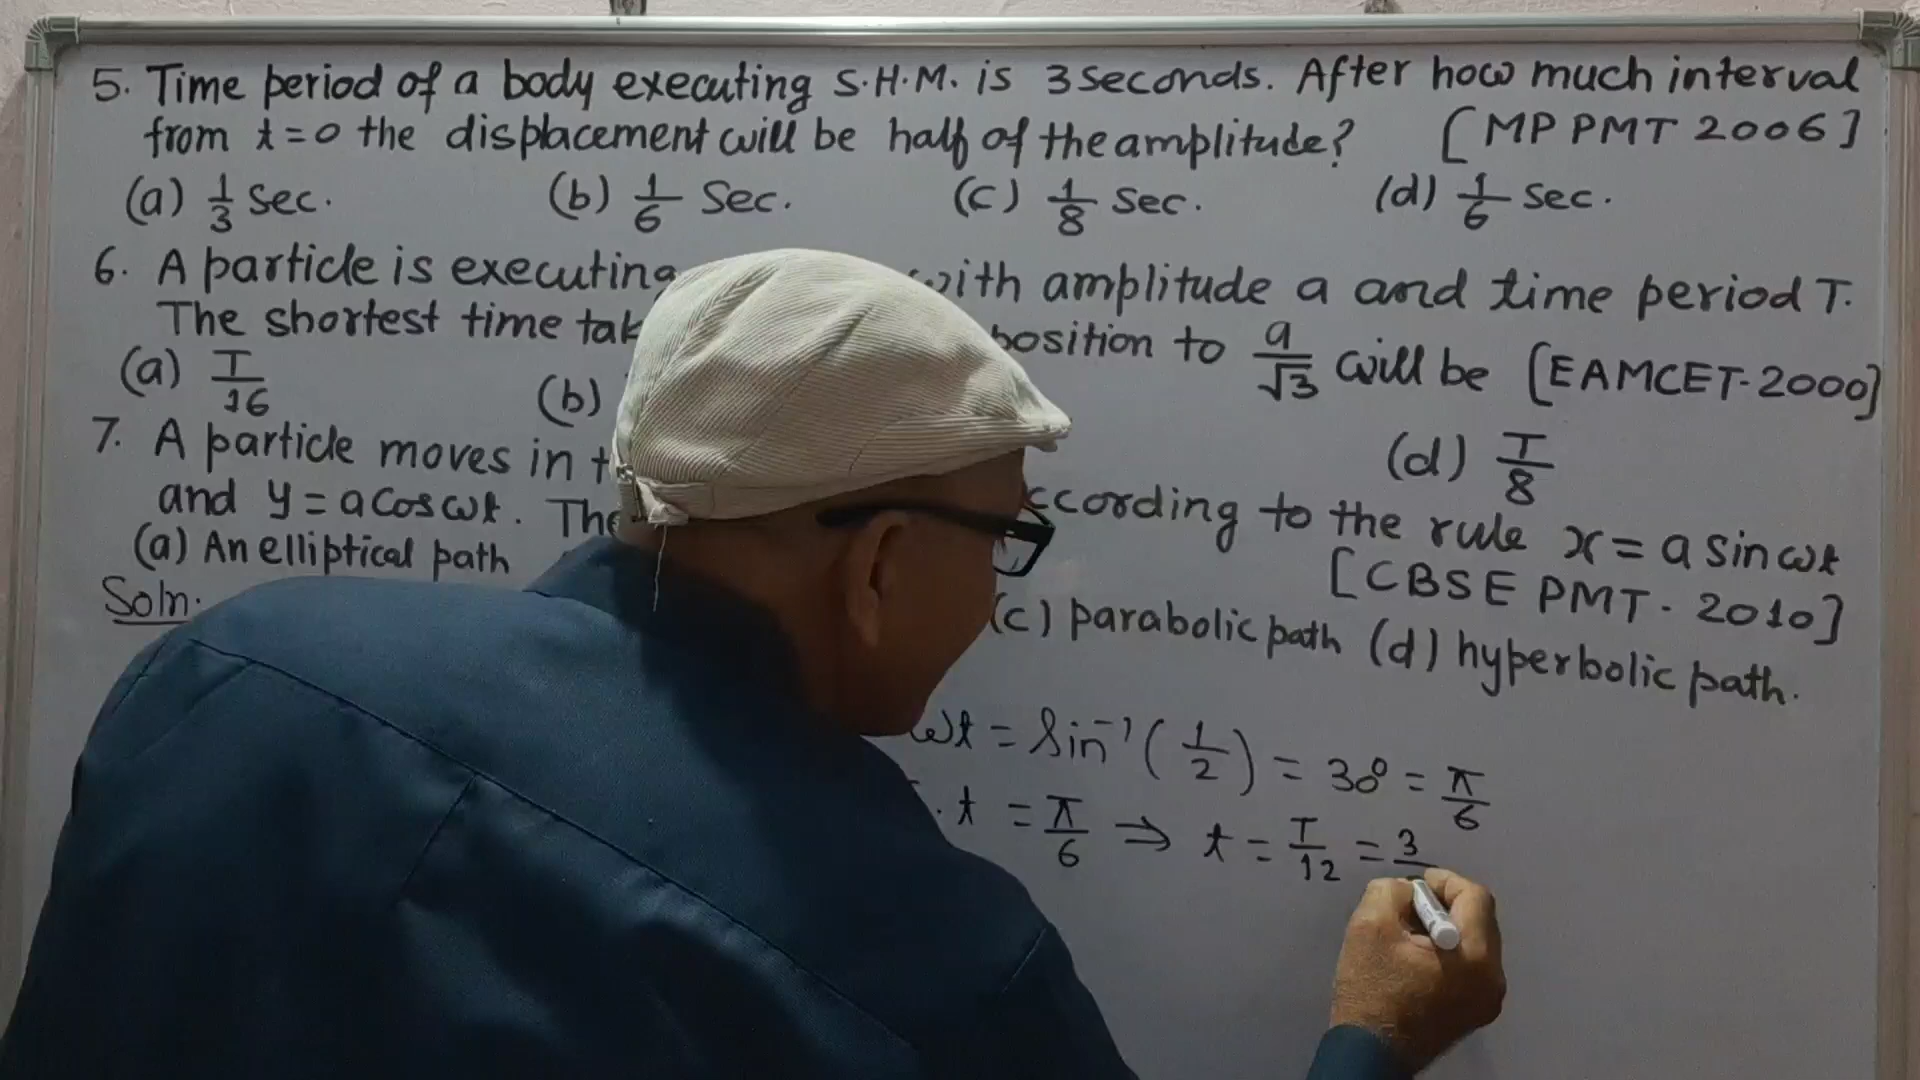 5. Time period of a body executing S.H.M. is 3 seconds. After how much interval
from t=0 the displacement will be half of the amplitude? [MP PMT 2006]
(a) 1/3 Sec. (b) 1/6 Sec. (c) 1/8 Sec. (d) 1/6 Sec.
6. A particle is executing with amplitude a and time period T.
The shortest time position to a/√3 will be [EAMCET-2000]
(a) T/16 (b) (d) T/8
7. A particle moves in according to the rule x = a sin ωt
and y = a cos ωt. [CBSE PMT-2010]
(a) An elliptical path (c) parabolic path (d) hyperbolic path.
Soln.
ωt = Sin⁻¹(1/2) = 30° = π/6
. t = π/6 ⇒ t = T/12 = 3